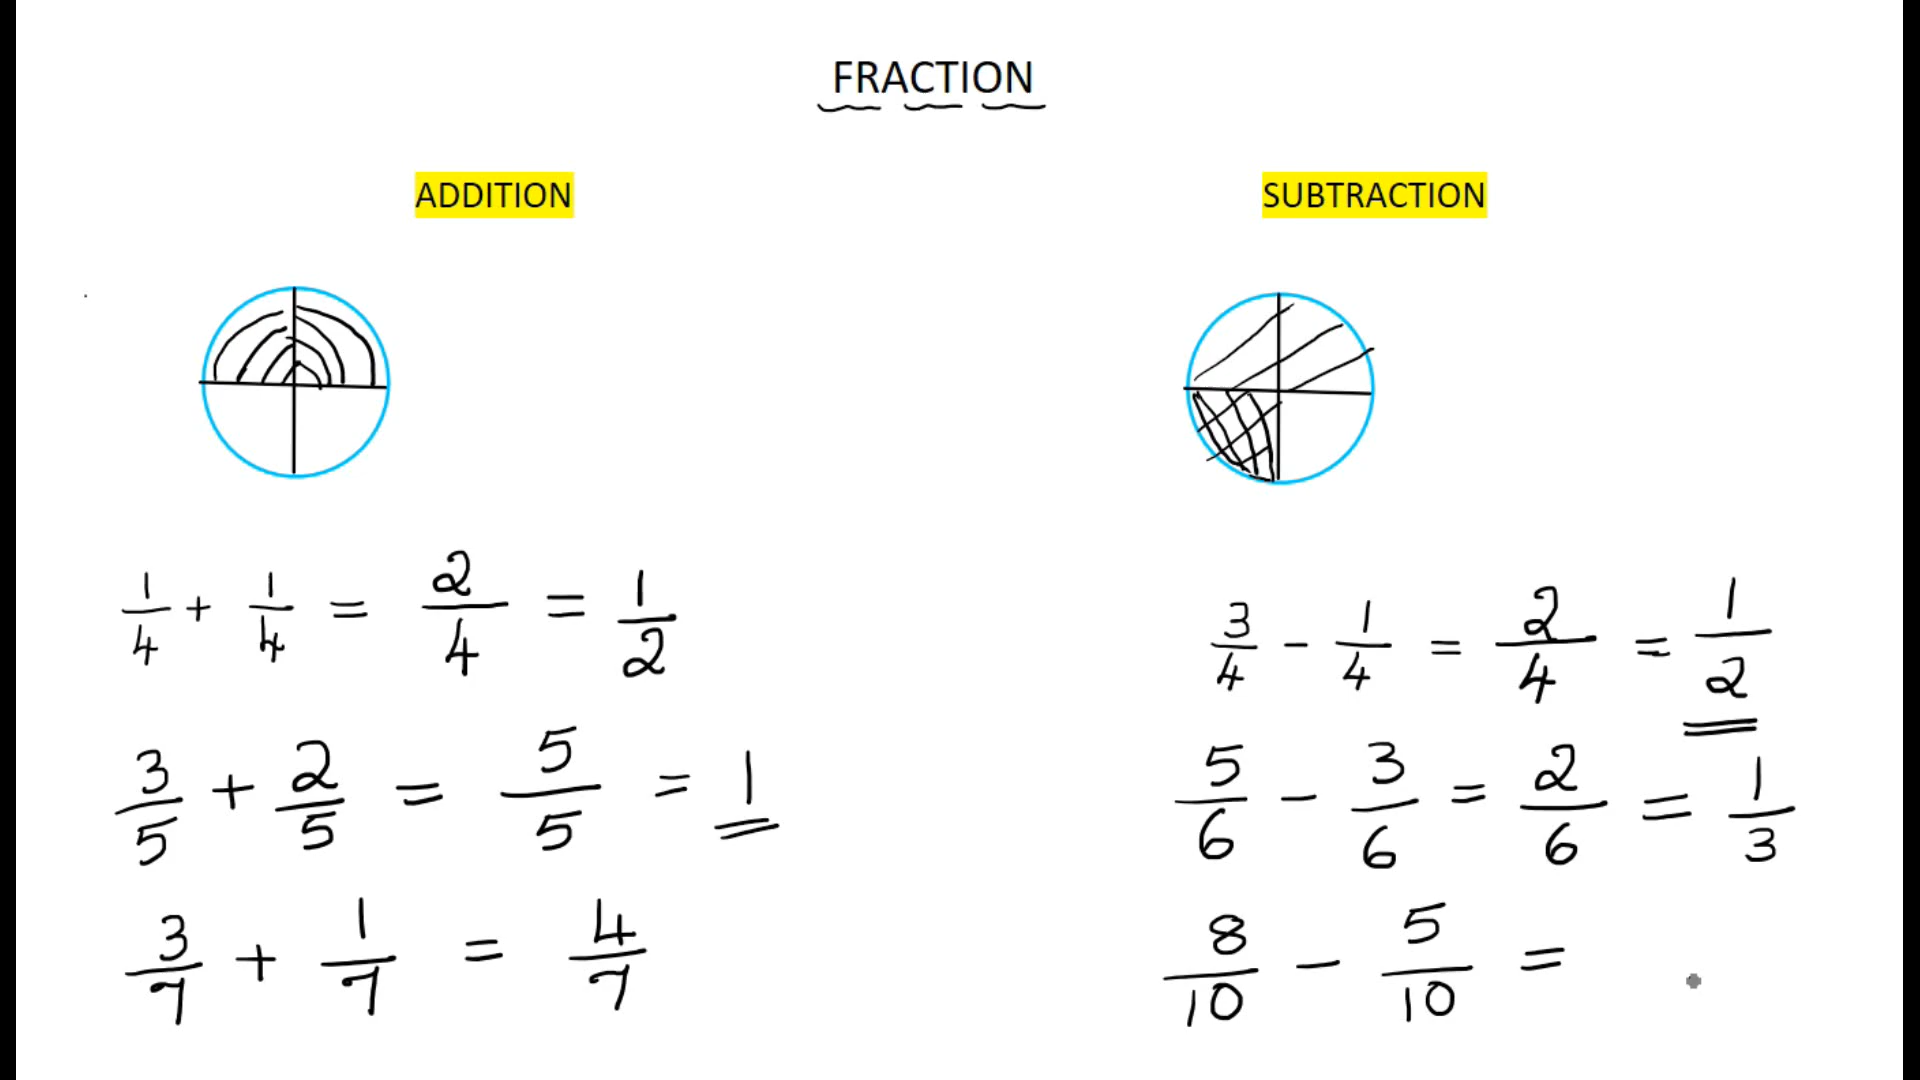 FRACTION
ADDITION
SUBTRACTION
1/4 + 1/4 = 2/4 = 1/2
3/4 - 1/4 = 2/4 = 1/2
3/5 + 2/5 = 5/5 = 1
5/6 - 3/6 = 2/6 = 1/3
3/7 + 1/7 = 4/7
8/10 - 5/10 =